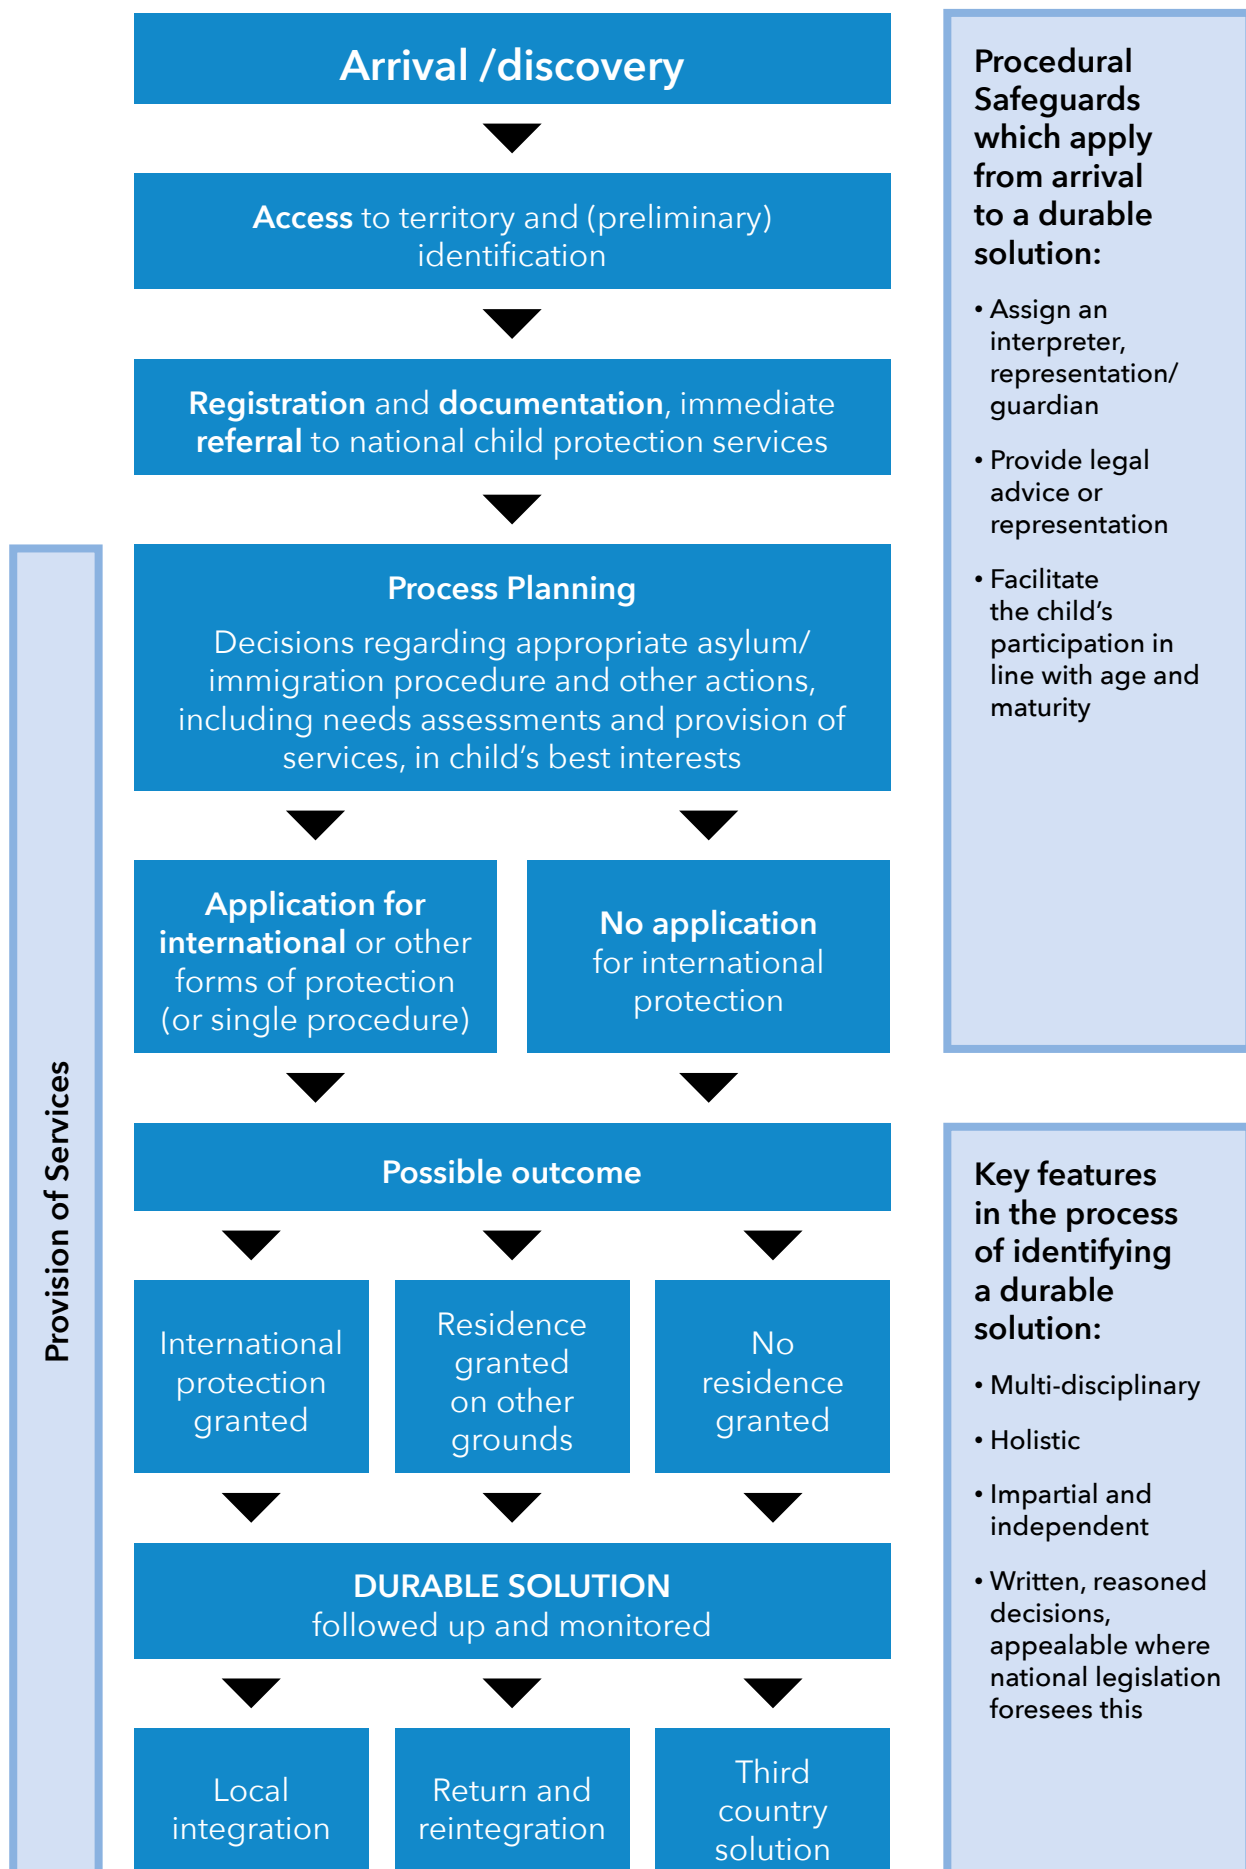 Arrival /discovery
Access to territory and (preliminary)
identification
Registration and documentation, immediate
referral to national child protection services
Process Planning
Decisions regarding appropriate asylum/
immigration procedure and other actions,
including needs assessments and provision of
services, in child’s best interests
Application for
international or other
forms of protection
(or single procedure)
No application
for international
protection
Possible outcome
International
protection
granted
Residence
granted
on other
grounds
No
residence
granted
DURABLE SOLUTION
followed up and monitored
Local
integration
Return and
reintegration
Third
country
solution
Provision of Services
Procedural
Safeguards
which apply
from arrival
to a durable
solution:
• Assign an
interpreter,
representation/
guardian
• Provide legal
advice or
representation
• Facilitate
the child’s
participation in
line with age and
maturity
Key features
in the process
of identifying
a durable
solution:
• Multi-disciplinary
• Holistic
• Impartial and
independent
• Written, reasoned
decisions,
appealable where
national legislation
foresees this